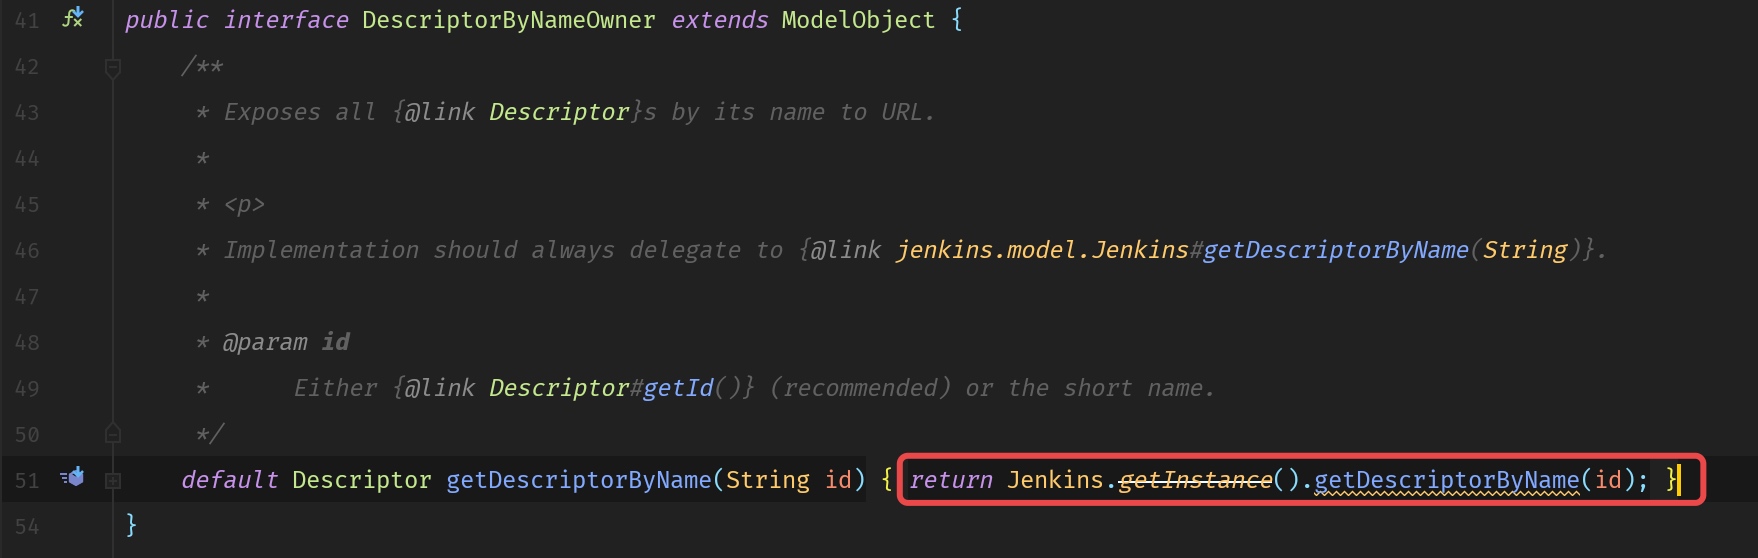 41 public interface DescriptorByNameOwner extends ModelObject {
42 /**
43 * Exposes all {@link Descriptor}s by its name to URL.
44 *
45 * <p>
46 * Implementation should always delegate to {@link jenkins.model.Jenkins#getDescriptorByName(String)}.
47 *
48 * @param id
49 *      Either {@link Descriptor#getId()} (recommended) or the short name.
50 */
51 default Descriptor getDescriptorByName(String id) { return Jenkins.getInstance().getDescriptorByName(id); }
54 }